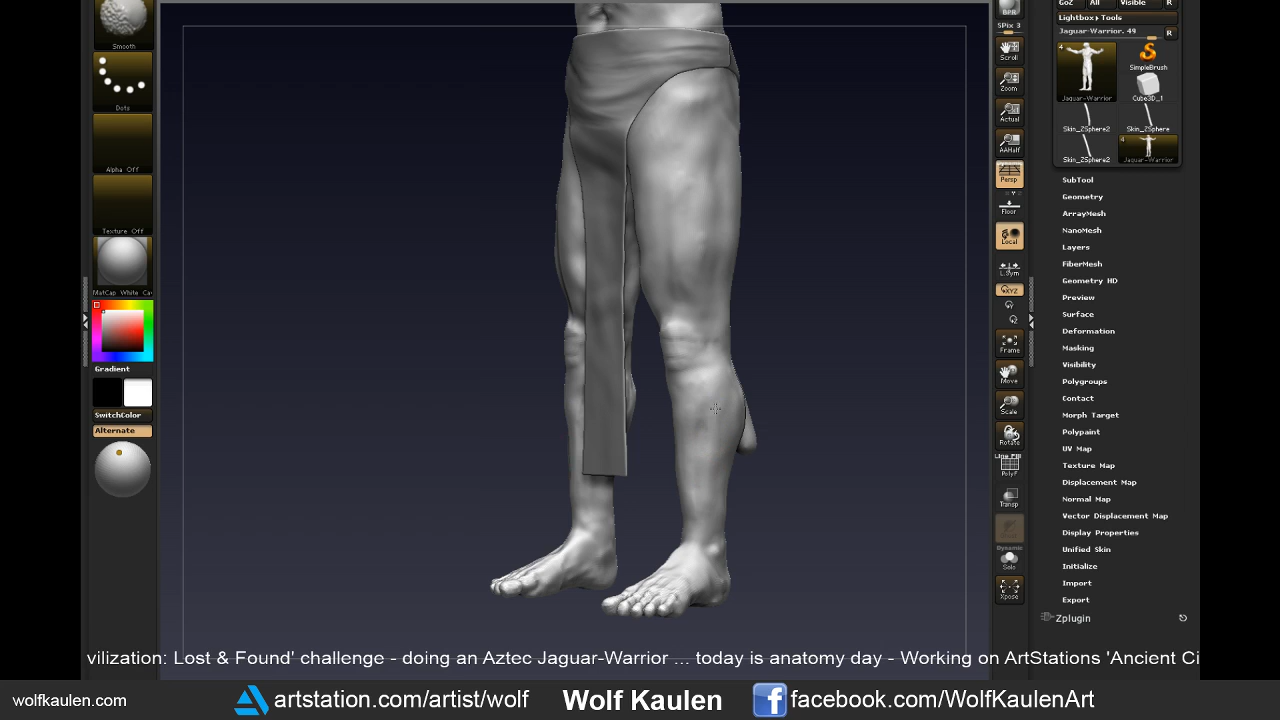 Smooth
Dots
Alpha Off
Texture Off
MatCap White Ca
Gradient
SwitchColor
Alternate
BPR
SPix 3
Scroll
Zoom
Actual
AAHalf
Persp
Floor
Local
L.Sym
XYZ
Frame
Move
Scale
Rotate
Line Fill
PolyF
Transp
Dynamic
Solo
Xpose
GoZ All Visible R
Lightbox▸Tools
Jaguar-Warrior. 49 R
4
Jaguar-Warrior
SimpleBrush
Cube3D_1
Skin_ZSphere2 Skin_ZSphere
4
Skin_ZSphere2 Jaguar-Warrior
SubTool
Geometry
ArrayMesh
NanoMesh
Layers
FiberMesh
Geometry HD
Preview
Surface
Deformation
Masking
Visibility
Polygroups
Contact
Morph Target
Polypaint
UV Map
Texture Map
Displacement Map
Normal Map
Vector Displacement Map
Display Properties
Unified Skin
Initialize
Import
Export
Zplugin
vilization: Lost & Found' challenge - doing an Aztec Jaguar-Warrior ... today is anatomy day - Working on ArtStations 'Ancient Ci
wolfkaulen.com artstation.com/artist/wolf Wolf Kaulen facebook.com/WolfKaulenArt